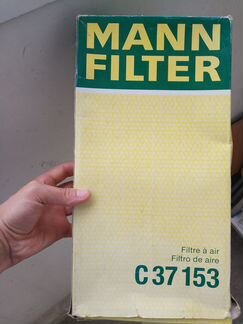 MANN
FILTER
Filtre à air
Filtro de aire
C 37 153